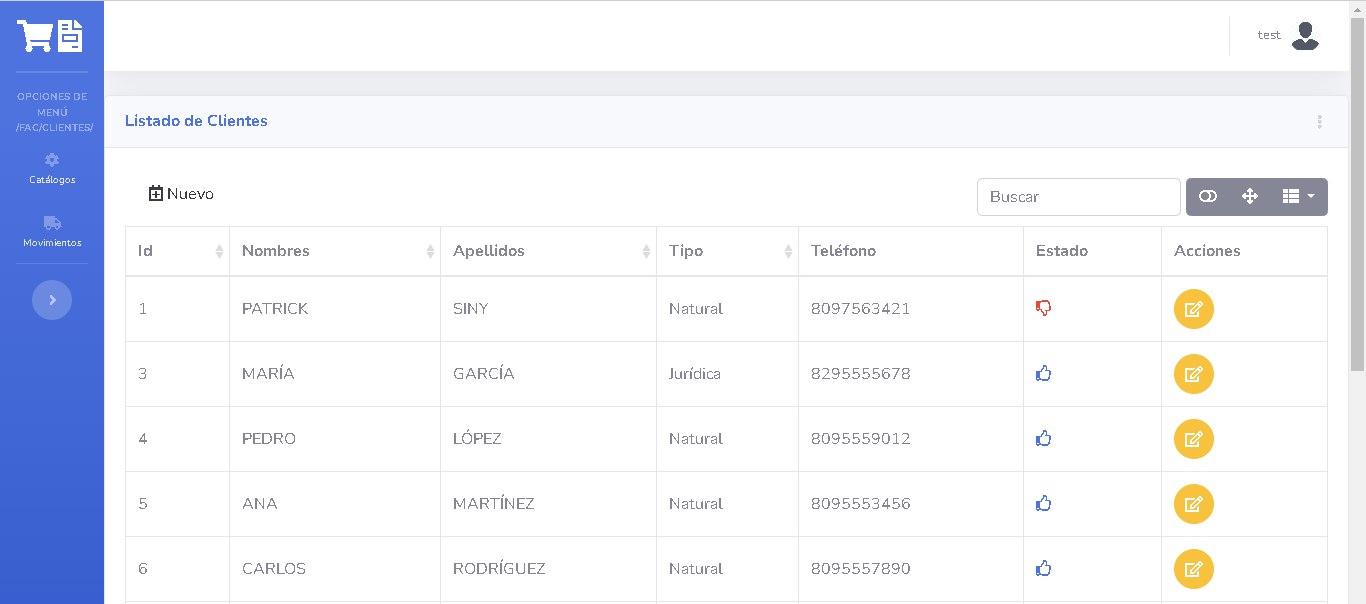 test
OPCIONES DE
MENÚ
/FAC/CLIENTES/
Catálogos
Movimientos
Listado de Clientes
Nuevo
Buscar
Id Nombres Apellidos Tipo Teléfono Estado Acciones
1 PATRICK SINY Natural 8097563421
3 MARÍA GARCÍA Jurídica 8295555678
4 PEDRO LÓPEZ Natural 8095559012
5 ANA MARTÍNEZ Natural 8095553456
6 CARLOS RODRÍGUEZ Natural 8095557890